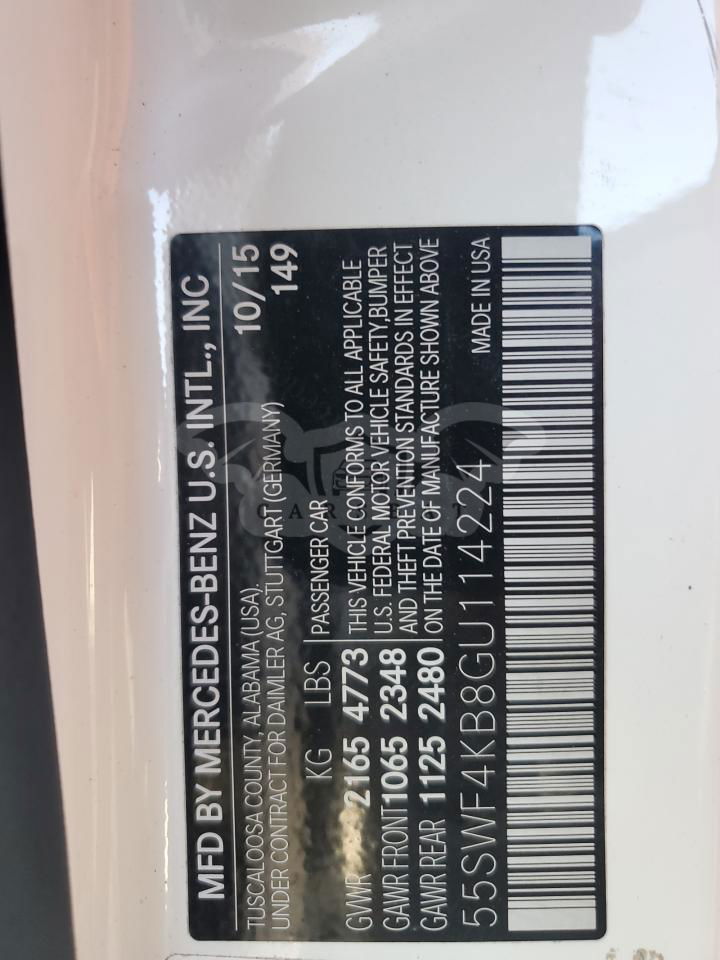 MFD BY MERCEDES-BENZ U.S. INTL., INC
TUSCALOOSA COUNTY, ALABAMA (USA). 10/15
UNDER CONTRACT FOR DAIMLER AG, STUTTGART (GERMANY) 149
KG LBS PASSENGER CAR
GVWR 2165 4773 THIS VEHICLE CONFORMS TO ALL APPLICABLE
GAWR FRONT 1065 2348 U.S. FEDERAL MOTOR VEHICLE SAFETY, BUMPER
AND THEFT PREVENTION STANDARDS IN EFFECT
GAWR REAR 1125 2480 ON THE DATE OF MANUFACTURE SHOWN ABOVE
55SWF4KB8GU114224 MADE IN USA